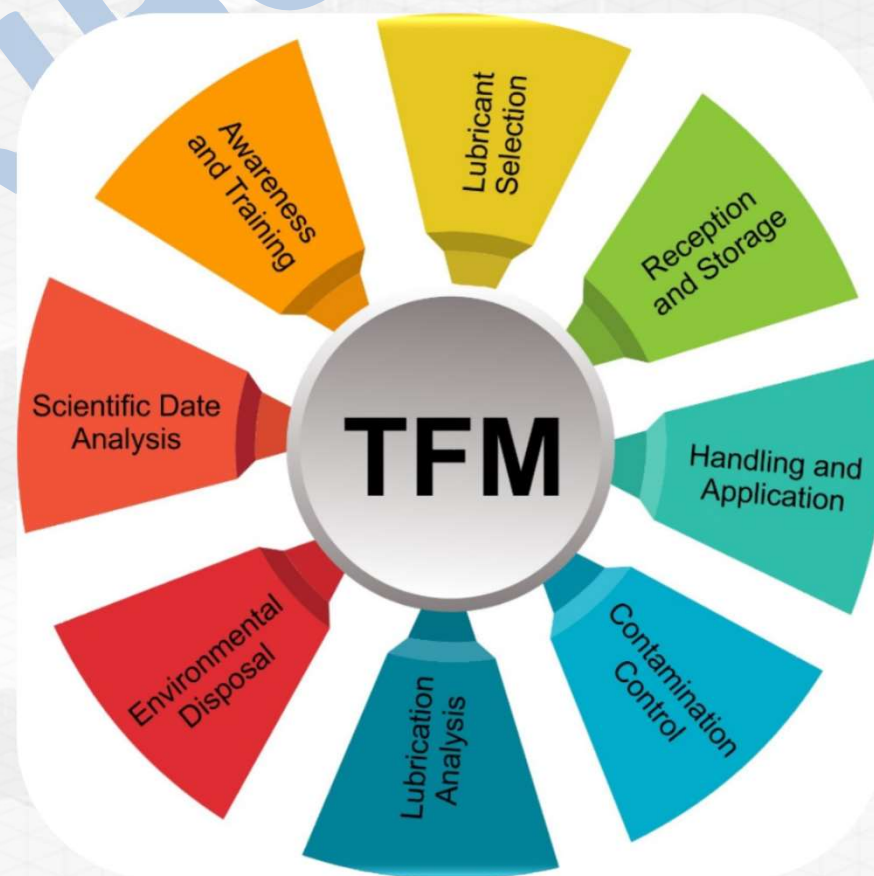 Lubricant
Selection
Reception
and Storage
Handling and
Application
Contamination
Control
Lubrication
Analysis
Environmental
Disposal
Scientific Date
Analysis
Awareness
and Training
TFM